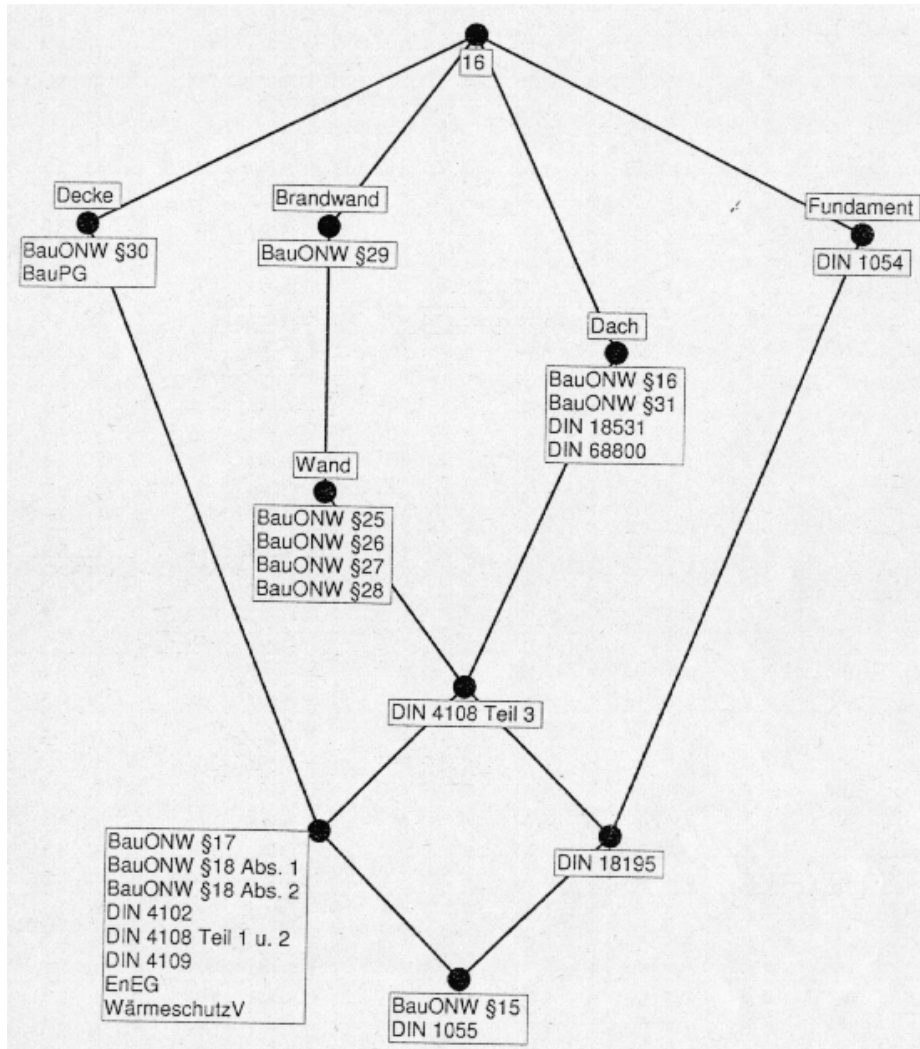 16
Decke
BauONW §30
BauPG
Brandwand
BauONW §29
Fundament
DIN 1054
Dach
BauONW §16
BauONW §31
DIN 18531
DIN 68800
Wand
BauONW §25
BauONW §26
BauONW §27
BauONW §28
DIN 4108 Teil 3
BauONW §17
BauONW §18 Abs. 1
BauONW §18 Abs. 2
DIN 4102
DIN 4108 Teil 1 u. 2
DIN 4109
EnEG
WärmeschutzV
DIN 18195
BauONW §15
DIN 1055